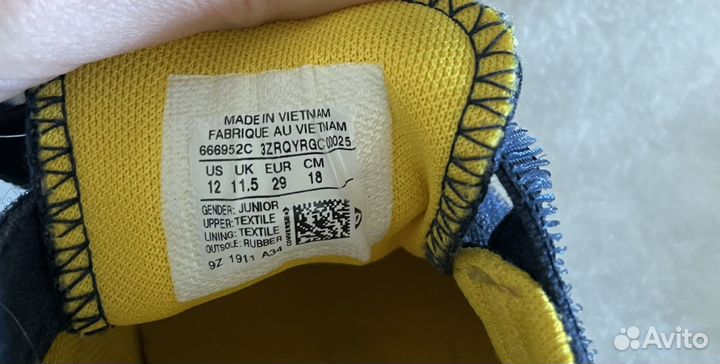 MADE IN VIETNAM
FABRIQUE AU VIETNAM
666952C 3ZRQYRGC00025
US UK EUR CM
12 11.5 29 18
GENDER: JUNIOR
UPPER: TEXTILE
LINING: TEXTILE
OUTSOLE: RUBBER
CONVERSE
9Z 1911 A34
Avito